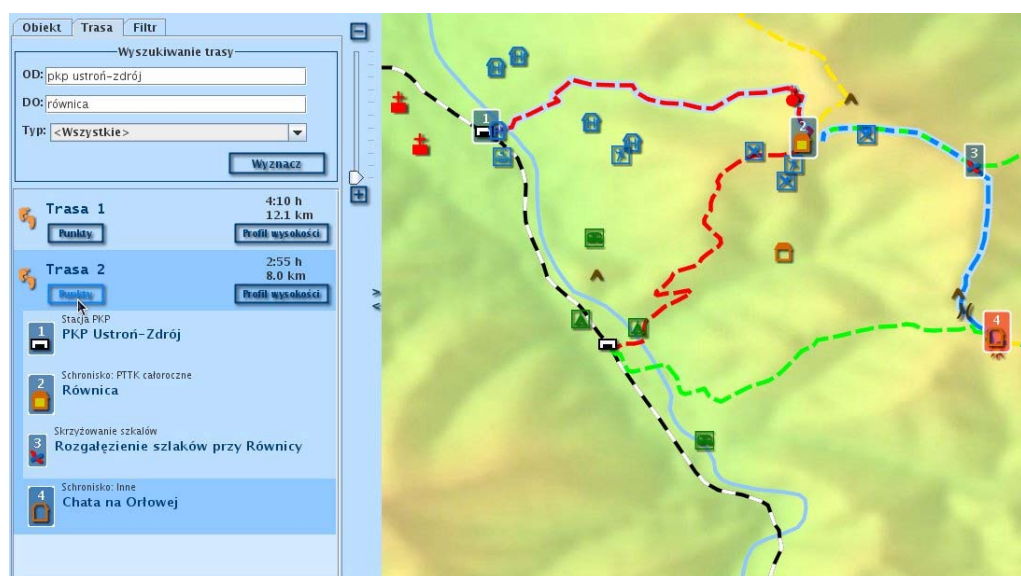 Obiekt Trasa Filtr
Wyszukiwanie trasy
OD: pkp ustroń-zdrój
DO: równica
Typ: <Wszystkie>
Wyznacz
Trasa 1
4:10 h
12.1 km
Punkty
Profil wysokości
Trasa 2
2:55 h
8.0 km
Punkty
Profil wysokości
Stacja PKP
1 PKP Ustroń-Zdrój
Schronisko: PTTK całoroczne
2 Równica
Skrzyżowanie szkalów
3 Rozgałęzienie szlaków przy Równicy
Schronisko: Inne
4 Chata na Orłowej
1
2
3
4